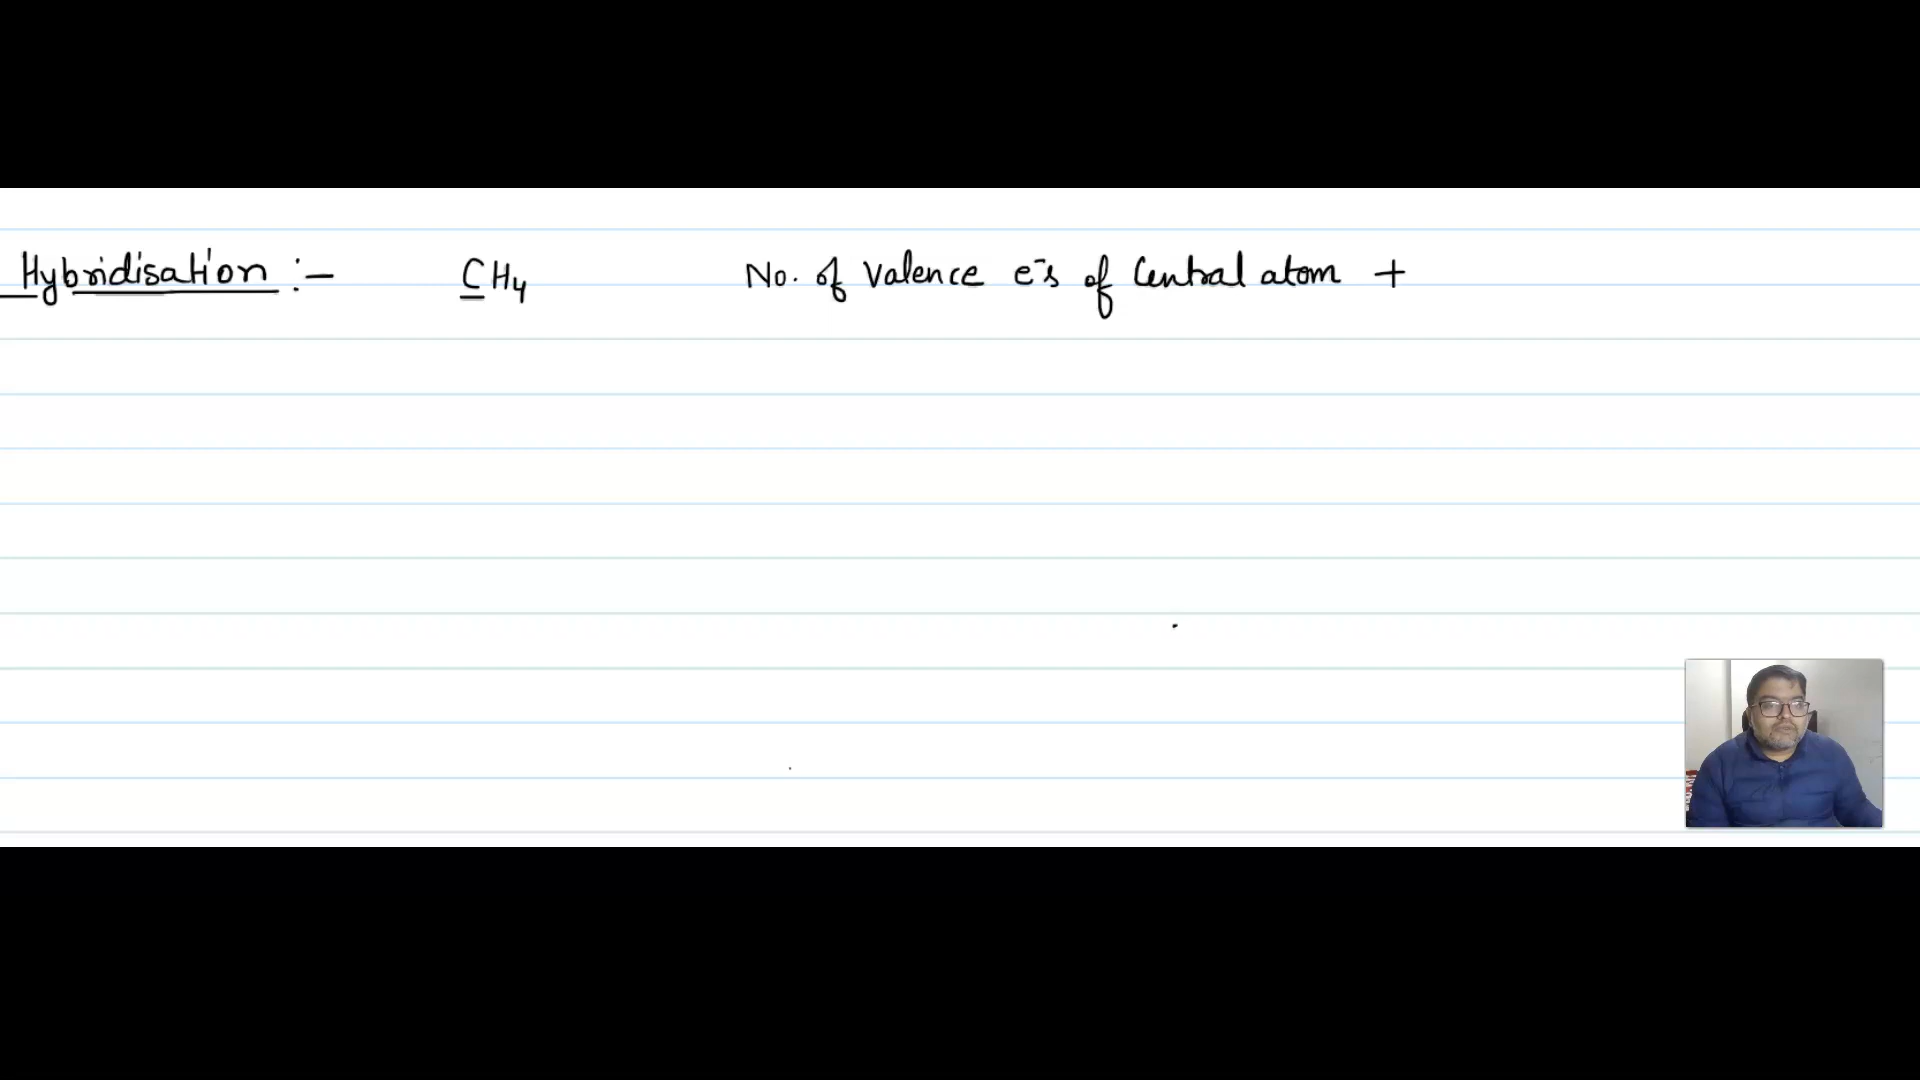 Hybridisation :- CH₄ No. of Valence e⁻s of Central atom +